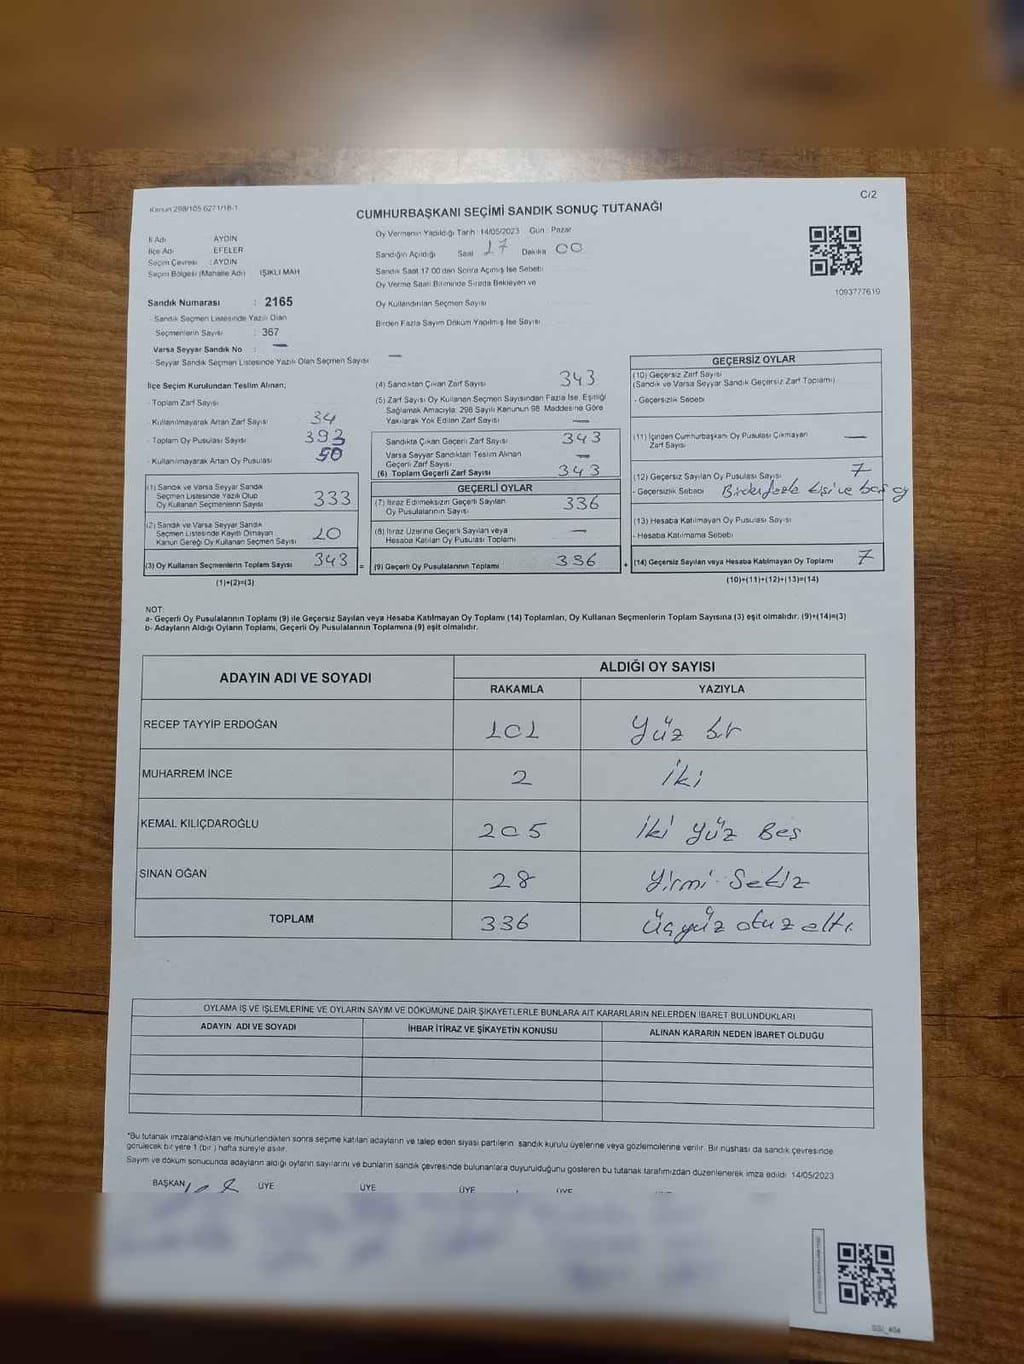 C/2
Kanun 298/105 6271/18-1
CUMHURBAŞKANI SEÇİMİ SANDIK SONUÇ TUTANAĞI
İl Adı AYDIN
İlçe Adı EFELER
Seçim Çevresi : AYDIN
Seçim Bölgesi (Mahalle Adı) IŞIKLI MAH
Sandık Numarası : 2165
- Sandık Seçmen Listesinde Yazılı Olan
Seçmenlerin Sayısı : 367
Varsa Seyyar Sandık No : —
- Seyyar Sandık Seçmen Listesinde Yazılı Olan Seçmen Sayısı —
Oy Vermenin Yapıldığı Tarih : 14/05/2023 Gün : Pazar
Sandığın Açıldığı Saat 17 Dakika 00
Sandık Saat 17:00'dan Sonra Açılmış İse Sebebi
Oy Verme Saati Bitiminde Sırada Bekleyen ve
Oy Kullandırılan Seçmen Sayısı
Birden Fazla Sayım Döküm Yapılmış İse Sayısı
1093777619
İlçe Seçim Kurulundan Teslim Alınan;
- Toplam Zarf Sayısı
- Kullanılmayarak Artan Zarf Sayısı 34
- Toplam Oy Pusulası Sayısı 393
- Kullanılmayarak Artan Oy Pusulası 50
(1) Sandık ve Varsa Seyyar Sandık
Seçmen Listesinde Yazılı Olup
Oy Kullanan Seçmenlerin Sayısı 333
(2) Sandık ve Varsa Seyyar Sandık
Seçmen Listesinde Kayıtlı Olmayan
Kanun Gereği Oy Kullanan Seçmen Sayısı 10
(3) Oy Kullanan Seçmenlerin Toplam Sayısı 343 =
(1)+(2)=(3)
(4) Sandıktan Çıkan Zarf Sayısı 343
(5) Zarf Sayısı Oy Kullanan Seçmen Sayısından Fazla İse, Eşitliği
Sağlamak Amacıyla; 298 Sayılı Kanunun 98. Maddesine Göre
Yakılarak Yok Edilen Zarf Sayısı —
Sandıkta Çıkan Geçerli Zarf Sayısı 343
Varsa Seyyar Sandıktan Teslim Alınan
Geçerli Zarf Sayısı —
(6) Toplam Geçerli Zarf Sayısı 343
GEÇERLİ OYLAR
(7) İtiraz Edilmeksizin Geçerli Sayılan
Oy Pusulalarının Sayısı 336
(8) İtiraz Üzerine Geçerli Sayılan veya
Hesaba Katılan Oy Pusulası Toplamı —
(9) Geçerli Oy Pusulalarının Toplamı 336 +
GEÇERSİZ OYLAR
(10) Geçersiz Zarf Sayısı
(Sandık ve Varsa Seyyar Sandık Geçersiz Zarf Toplamı)
- Geçersizlik Sebebi
(11) İçinden Cumhurbaşkanı Oy Pusulası Çıkmayan
Zarf Sayısı —
(12) Geçersiz Sayılan Oy Pusulası Sayısı 7
- Geçersizlik Sebebi Birden fazla kişi ve boş oy
(13) Hesaba Katılmayan Oy Pusulası Sayısı
- Hesaba Katılmama Sebebi
(14) Geçersiz Sayılan veya Hesaba Katılmayan Oy Toplamı 7
(10)+(11)+(12)+(13)=(14)
NOT:
a- Geçerli Oy Pusulalarının Toplamı (9) ile Geçersiz Sayılan veya Hesaba Katılmayan Oy Toplamı (14) Toplamları, Oy Kullanan Seçmenlerin Toplam Sayısına (3) eşit olmalıdır. (9)+(14)=(3)
b- Adayların Aldığı Oyların Toplamı, Geçerli Oy Pusulalarının Toplamına (9) eşit olmalıdır.
ADAYIN ADI VE SOYADI ALDIĞI OY SAYISI
RAKAMLA YAZIYLA
RECEP TAYYİP ERDOĞAN 101 Yüz bir
MUHARREM İNCE 2 İki
KEMAL KILIÇDAROĞLU 205 İki yüz Beş
SİNAN OĞAN 28 Yirmi Sekiz
TOPLAM 336 Üçyüz otuz altı
OYLAMA İŞ VE İŞLEMLERİNE VE OYLARIN SAYIM VE DÖKÜMÜNE DAİR ŞİKAYETLERLE BUNLARA AİT KARARLARIN NELERDEN İBARET BULUNDUKLARI
ADAYIN ADI VE SOYADI İHBAR İTİRAZ VE ŞİKAYETİN KONUSU ALINAN KARARIN NEDEN İBARET OLDUĞU
*Bu tutanak imzalandıktan ve mühürlendikten sonra seçime katılan adayların ve talep eden siyasi partilerin sandık kurulu üyelerine veya gözlemcilerine verilir. Bir nüshası da sandık çevresinde
görülecek bir yere 1 (bir) hafta süreyle asılır.
Sayım ve döküm sonucunda adayların aldığı oyların sayılarını ve bunların sandık çevresinde bulunanlara duyurulduğunu gösteren bu tutanak tarafımızdan düzenlenerek imza edildi. 14/05/2023
BAŞKAN ÜYE ÜYE ÜYE ÜYE